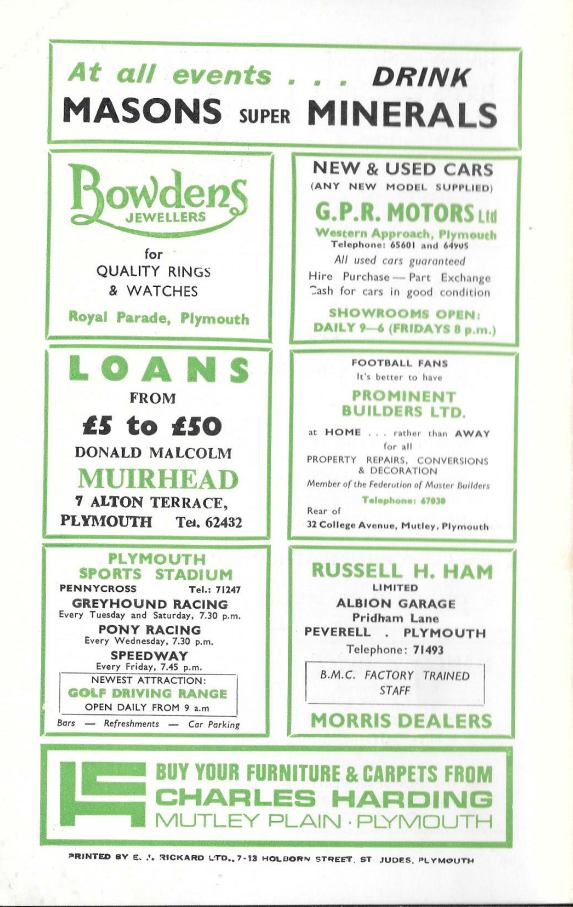 At all events . . . DRINK
MASONS SUPER MINERALS
Bowdens
JEWELLERS
for
QUALITY RINGS
& WATCHES
Royal Parade, Plymouth
NEW & USED CARS
(ANY NEW MODEL SUPPLIED)
G.P.R. MOTORS Ltd
Western Approach, Plymouth
Telephone: 65601 and 64905
All used cars guaranteed
Hire Purchase — Part Exchange
Cash for cars in good condition
SHOWROOMS OPEN:
DAILY 9—6 (FRIDAYS 8 p.m.)
LOANS
FROM
£5 to £50
DONALD MALCOLM
MUIRHEAD
7 ALTON TERRACE,
PLYMOUTH Tel. 62432
FOOTBALL FANS
It's better to have
PROMINENT
BUILDERS LTD.
at HOME . . . rather than AWAY
for all
PROPERTY REPAIRS, CONVERSIONS
& DECORATION
Member of the Federation of Master Builders
Telephone: 67030
Rear of
32 College Avenue, Mutley, Plymouth
PLYMOUTH
SPORTS STADIUM
PENNYCROSS Tel.: 71247
GREYHOUND RACING
Every Tuesday and Saturday, 7.30 p.m.
PONY RACING
Every Wednesday, 7.30 p.m.
SPEEDWAY
Every Friday, 7.45 p.m.
NEWEST ATTRACTION:
GOLF DRIVING RANGE
OPEN DAILY FROM 9 a.m
Bars — Refreshments — Car Parking
RUSSELL H. HAM
LIMITED
ALBION GARAGE
Pridham Lane
PEVERELL . PLYMOUTH
Telephone: 71493
B.M.C. FACTORY TRAINED
STAFF
MORRIS DEALERS
BUY YOUR FURNITURE & CARPETS FROM
CHARLES HARDING
MUTLEY PLAIN · PLYMOUTH
PRINTED BY E. J. RICKARD LTD., 7-13 HOLBORN STREET, ST JUDES, PLYMOUTH